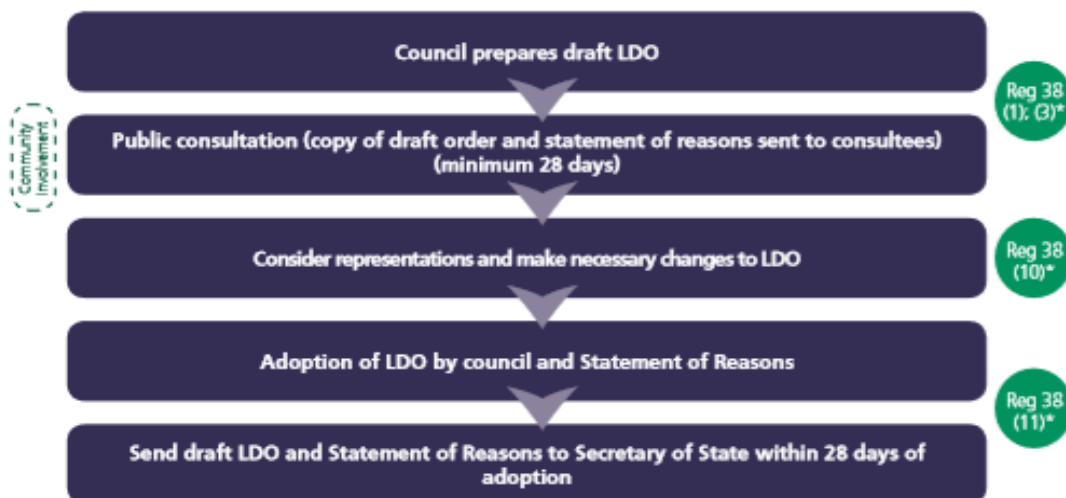 Council prepares draft LDO
Reg 38
(1); (3)*
Community
Involvement
Public consultation (copy of draft order and statement of reasons sent to consultees)
(minimum 28 days)
Consider representations and make necessary changes to LDO
Reg 38
(10)*
Adoption of LDO by council and Statement of Reasons
Reg 38
(11)*
Send draft LDO and Statement of Reasons to Secretary of State within 28 days of
adoption